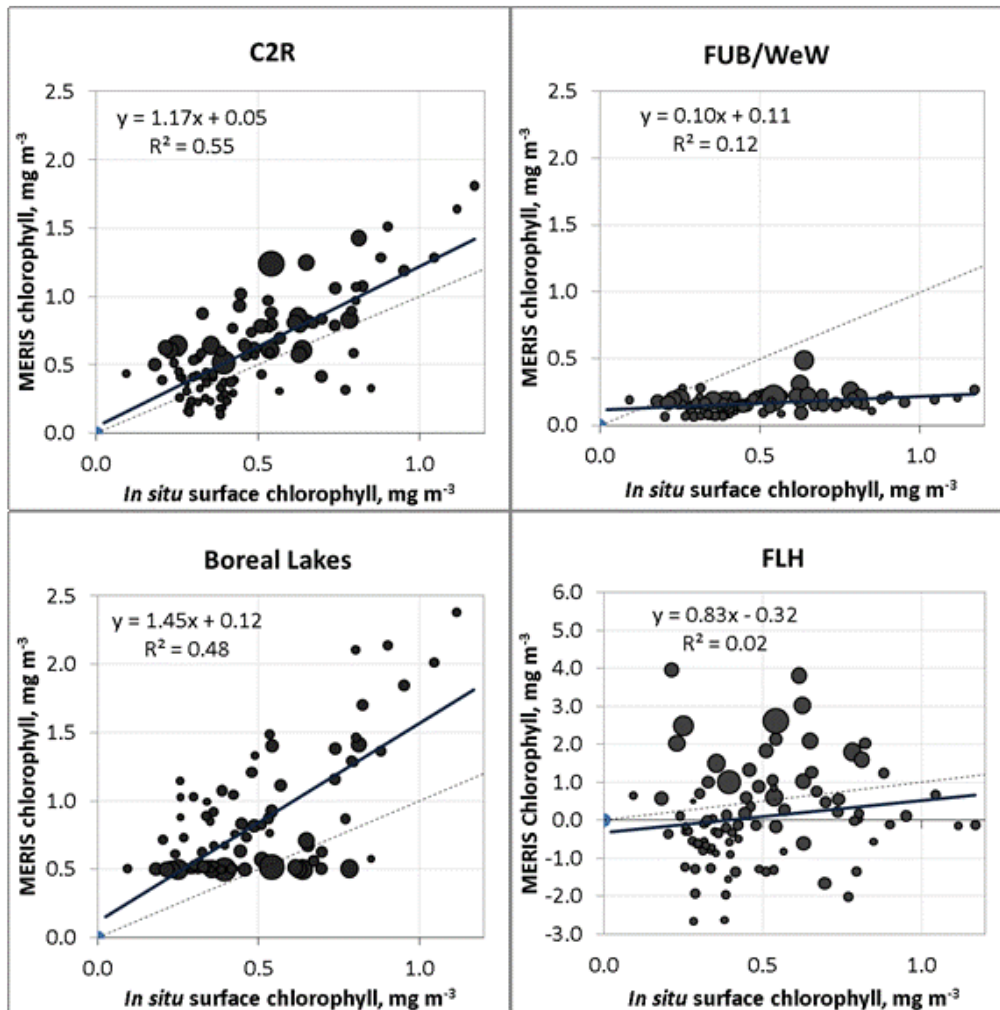 C2R
y = 1.17x + 0.05
R² = 0.55
MERIS chlorophyll, mg m⁻³
2.5
2.0
1.5
1.0
0.5
0.0
0.0 0.5 1.0
In situ surface chlorophyll, mg m⁻³
FUB/WeW
y = 0.10x + 0.11
R² = 0.12
MERIS chlorophyll, mg m⁻³
2.5
2.0
1.5
1.0
0.5
0.0
0.0 0.5 1.0
In situ surface chlorophyll, mg m⁻³
Boreal Lakes
y = 1.45x + 0.12
R² = 0.48
MERIS chlorophyll, mg m⁻³
2.5
2.0
1.5
1.0
0.5
0.0
0.0 0.5 1.0
In situ surface chlorophyll, mg m⁻³
FLH
y = 0.83x - 0.32
R² = 0.02
MERIS chlorophyll, mg m⁻³
6.0
5.0
4.0
3.0
2.0
1.0
0.0
-1.0
-2.0
-3.0
0.0 0.5 1.0
In situ surface chlorophyll, mg m⁻³